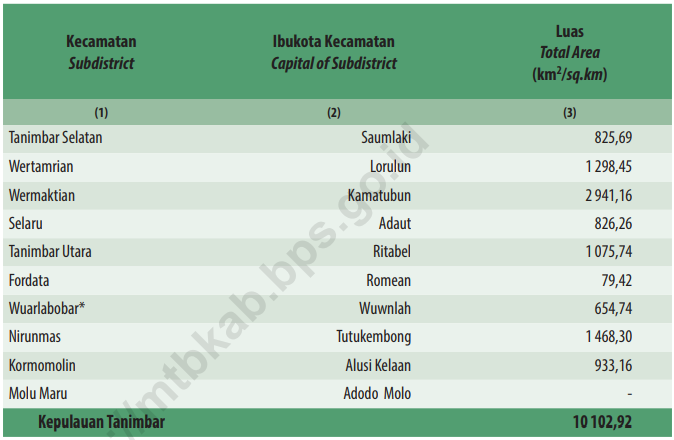 Kecamatan Ibukota Kecamatan Luas
Subdistrict Capital of Subdistrict Total Area
(km²/sq.km)
(1) (2) (3)
Tanimbar Selatan Saumlaki 825,69
Wertamrian Lorulun 1 298,45
Wermaktian Kamatubun 2 941,16
Selaru Adaut 826,26
Tanimbar Utara Ritabel 1 075,74
Fordata Romean 79,42
Wuarlabobar* Wuwnlah 654,74
Nirunmas Tutukembong 1 468,30
Kormomolin Alusi Kelaan 933,16
Molu Maru Adodo Molo -
Kepulauan Tanimbar 10 102,92
//mtbkab.bps.go.id